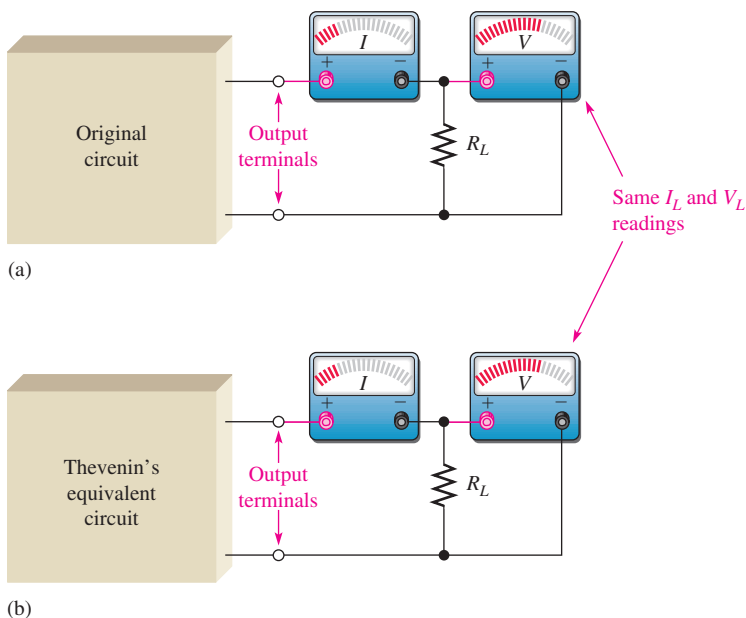 I
+ −
V
+ −
Original
circuit
Output
terminals
R_L
Same I_L and V_L
readings
(a)
I
+ −
V
+ −
Thevenin's
equivalent
circuit
Output
terminals
R_L
(b)